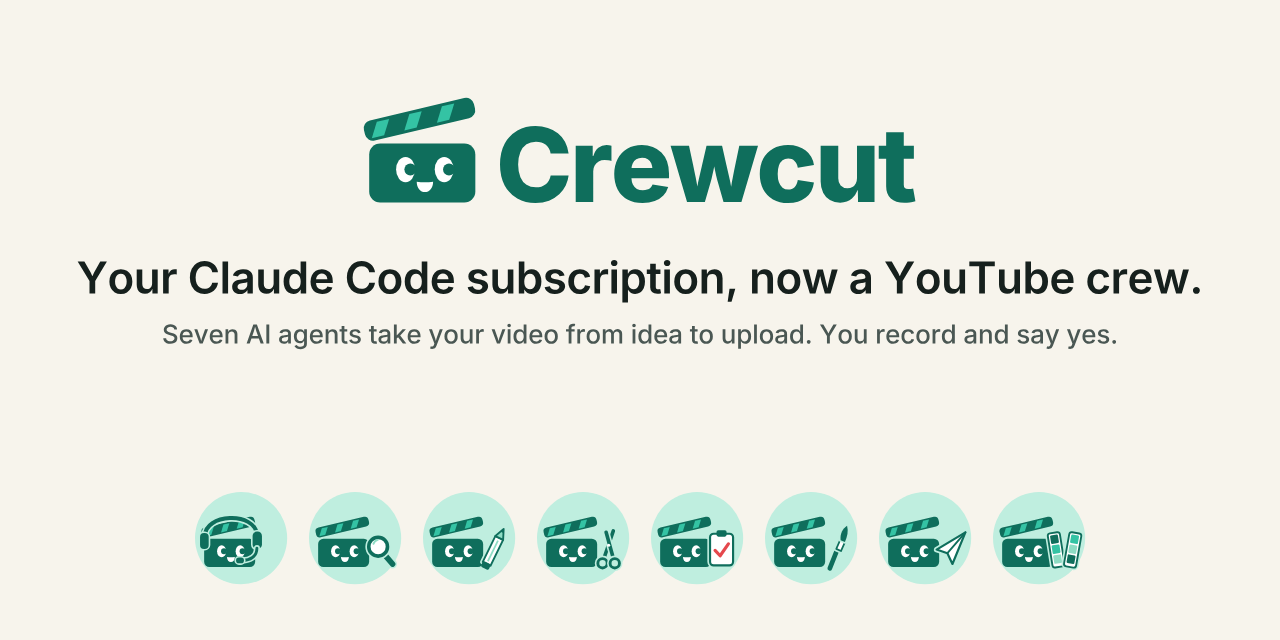 Crewcut
Your Claude Code subscription, now a YouTube crew.
Seven AI agents take your video from idea to upload. You record and say yes.